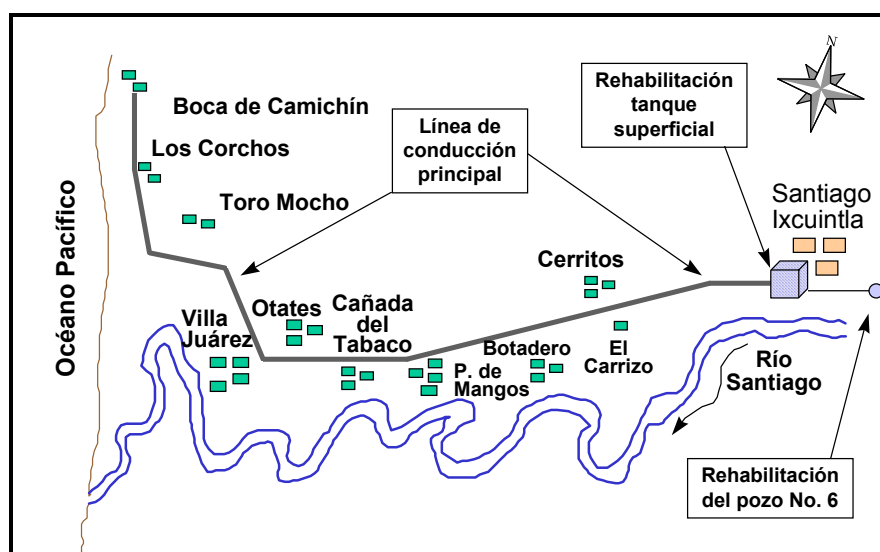 N
Rehabilitación
tanque
superficial
Boca de Camichín
Línea de
conducción
principal
Los Corchos
Santiago
Ixcuintla
Toro Mocho
Océano Pacífico
Cerritos
Otates
Cañada
del
Tabaco
Villa
Juárez
Botadero
El
Carrizo
P. de
Mangos
Río
Santiago
Rehabilitación
del pozo No. 6